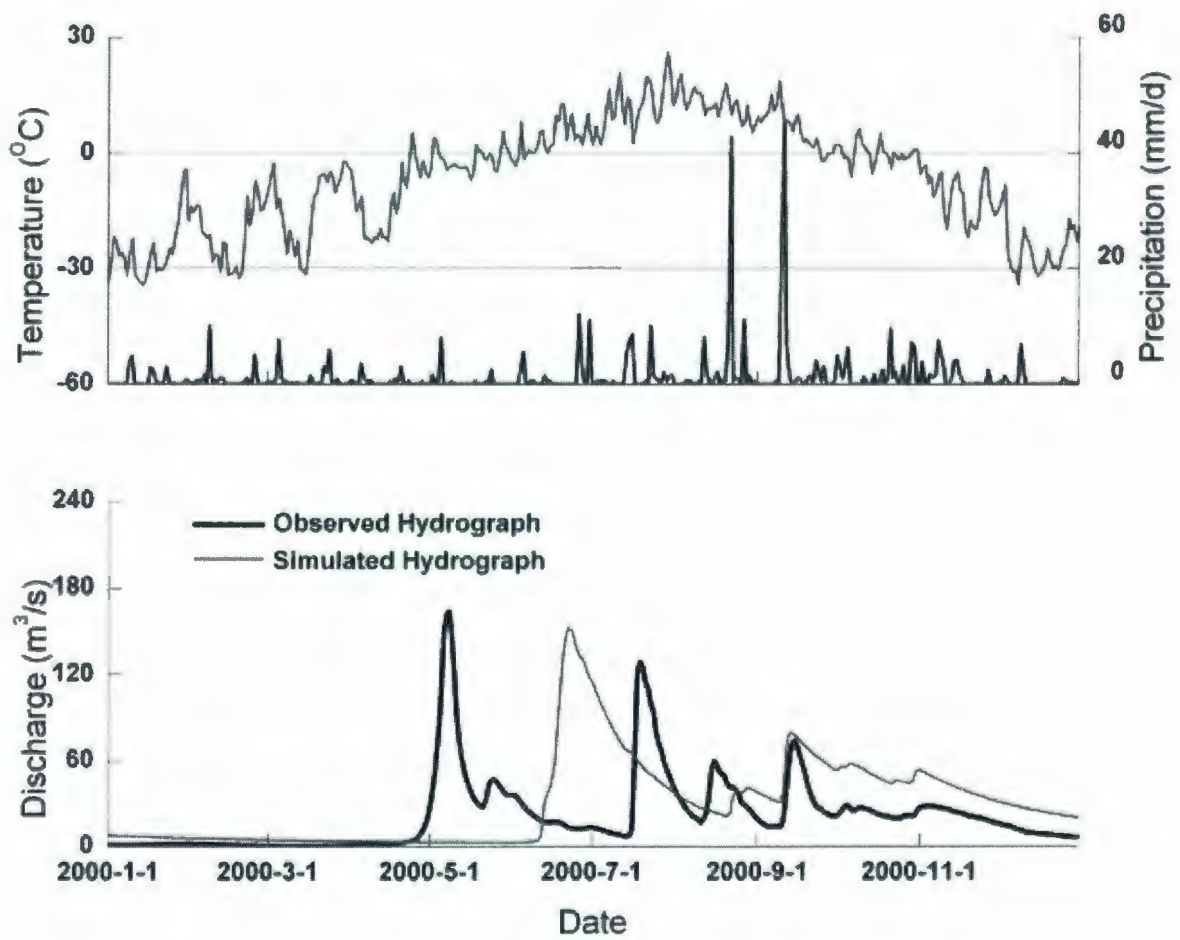 30
60
0
40
-30
20
-60
0
Temperature (°C)
Precipitation (mm/d)
240
180
120
60
0
Observed Hydrograph
Simulated Hydrograph
Discharge (m³/s)
2000-1-1 2000-3-1 2000-5-1 2000-7-1 2000-9-1 2000-11-1
Date